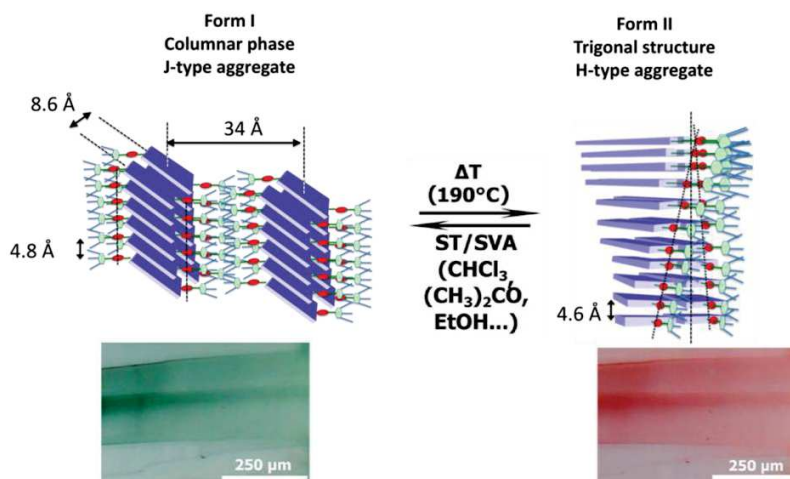 Form I
Columnar phase
J-type aggregate
8.6 Å
34 Å
4.8 Å
250 µm
ΔT
(190°C)
ST/SVA
(CHCl3,
(CH3)2CO,
EtOH...)
Form II
Trigonal structure
H-type aggregate
4.6 Å
250 µm